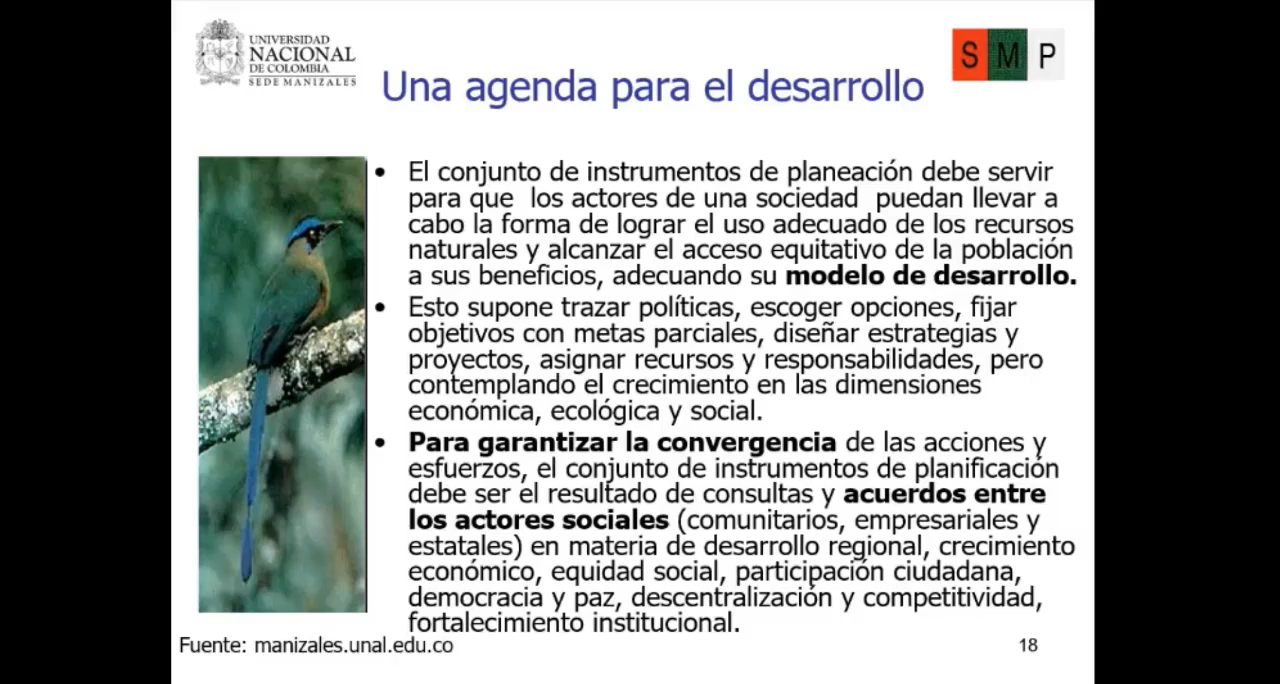 UNIVERSIDAD
NACIONAL
DE COLOMBIA
SEDE MANIZALES
S M P
Una agenda para el desarrollo
• El conjunto de instrumentos de planeación debe servir
para que los actores de una sociedad puedan llevar a
cabo la forma de lograr el uso adecuado de los recursos
naturales y alcanzar el acceso equitativo de la población
a sus beneficios, adecuando su modelo de desarrollo.
• Esto supone trazar políticas, escoger opciones, fijar
objetivos con metas parciales, diseñar estrategias y
proyectos, asignar recursos y responsabilidades, pero
contemplando el crecimiento en las dimensiones
económica, ecológica y social.
• Para garantizar la convergencia de las acciones y
esfuerzos, el conjunto de instrumentos de planificación
debe ser el resultado de consultas y acuerdos entre
los actores sociales (comunitarios, empresariales y
estatales) en materia de desarrollo regional, crecimiento
económico, equidad social, participación ciudadana,
democracia y paz, descentralización y competitividad,
fortalecimiento institucional.
Fuente: manizales.unal.edu.co
18